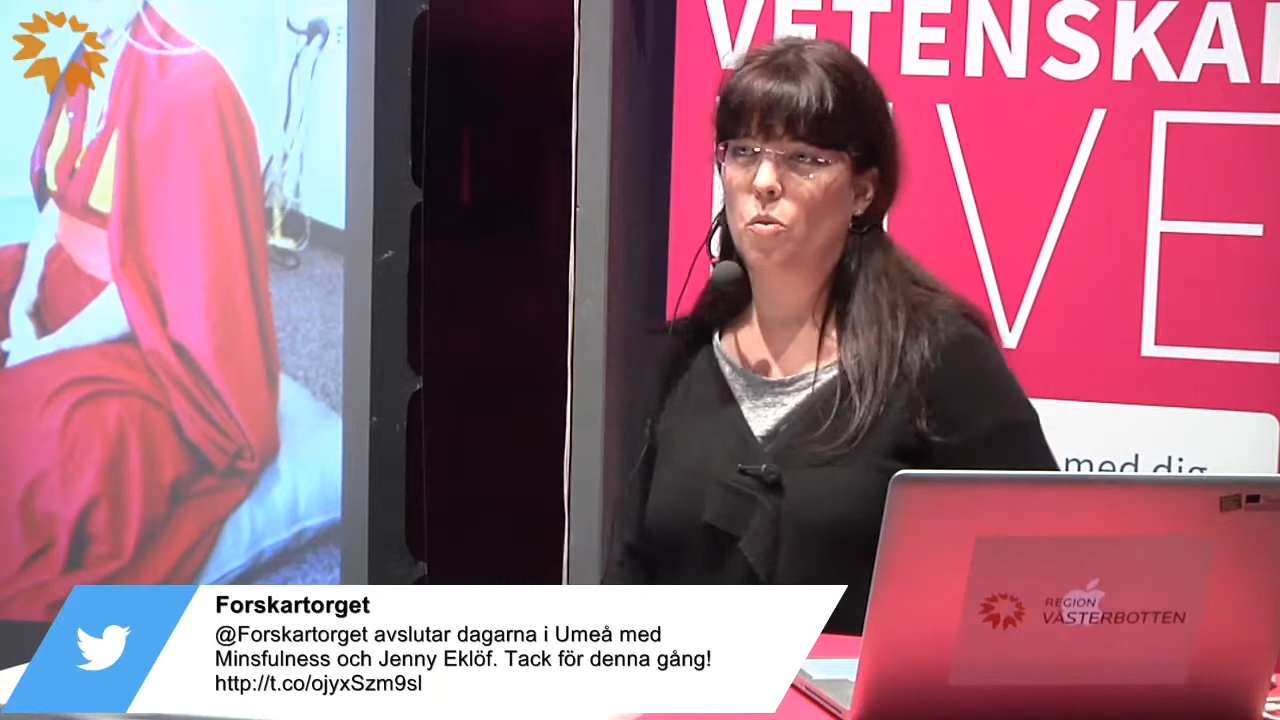 VETENSKA
IVE
med dig
REGION
VÄSTERBOTTEN
Forskartorget
@Forskartorget avslutar dagarna i Umeå med
Minsfulness och Jenny Eklöf. Tack för denna gång!
http://t.co/ojyxSzm9sl